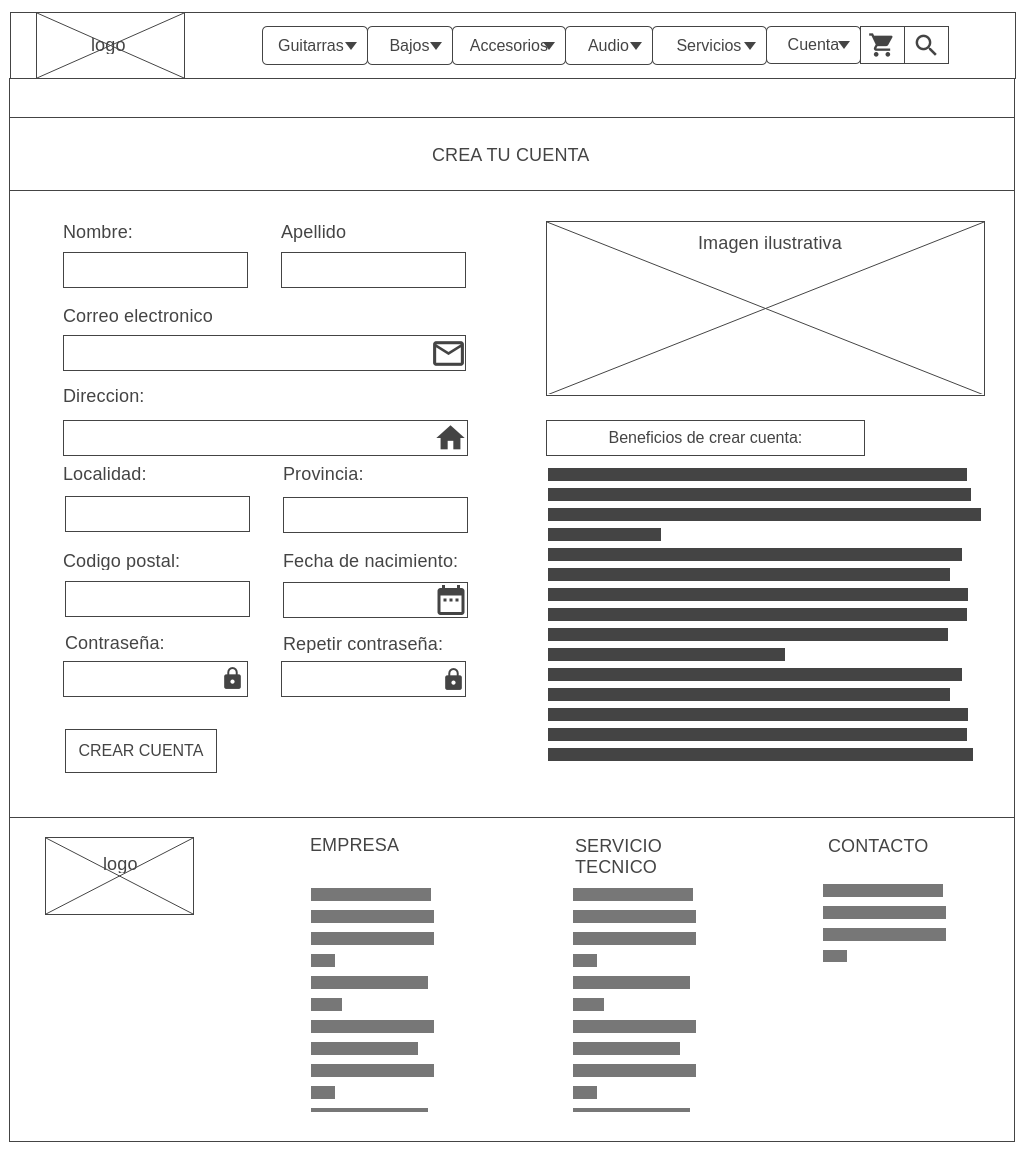 logo
Guitarras
Bajos
Accesorios
Audio
Servicios
Cuenta
CREA TU CUENTA
Nombre:
Apellido
Correo electronico
Direccion:
Localidad:
Provincia:
Codigo postal:
Fecha de nacimiento:
Contraseña:
Repetir contraseña:
CREAR CUENTA
Imagen ilustrativa
Beneficios de crear cuenta:
logo
EMPRESA
SERVICIO
TECNICO
CONTACTO